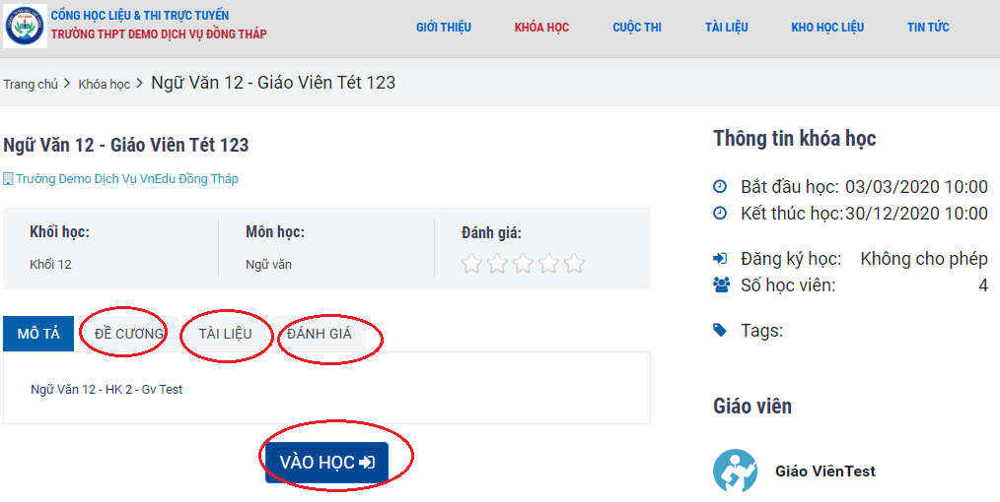 CỔNG HỌC LIỆU & THI TRỰC TUYẾN
TRƯỜNG THPT DEMO DỊCH VỤ ĐỒNG THÁP
GIỚI THIỆU KHÓA HỌC CUỘC THI TÀI LIỆU KHO HỌC LIỆU TIN TỨC
Trang chủ > Khóa học > Ngữ Văn 12 - Giáo Viên Tét 123
Ngữ Văn 12 - Giáo Viên Tét 123
Trường Demo Dịch Vụ VnEdu Đồng Tháp
Khối học: Môn học: Đánh giá:
Khối 12 Ngữ văn
MÔ TẢ ĐỀ CƯƠNG TÀI LIỆU ĐÁNH GIÁ
Ngữ Văn 12 - HK 2 - Gv Test
VÀO HỌC
Thông tin khóa học
Bắt đầu học: 03/03/2020 10:00
Kết thúc học: 30/12/2020 10:00
Đăng ký học: Không cho phép
Số học viên: 4
Tags:
Giáo viên
Giáo ViênTest